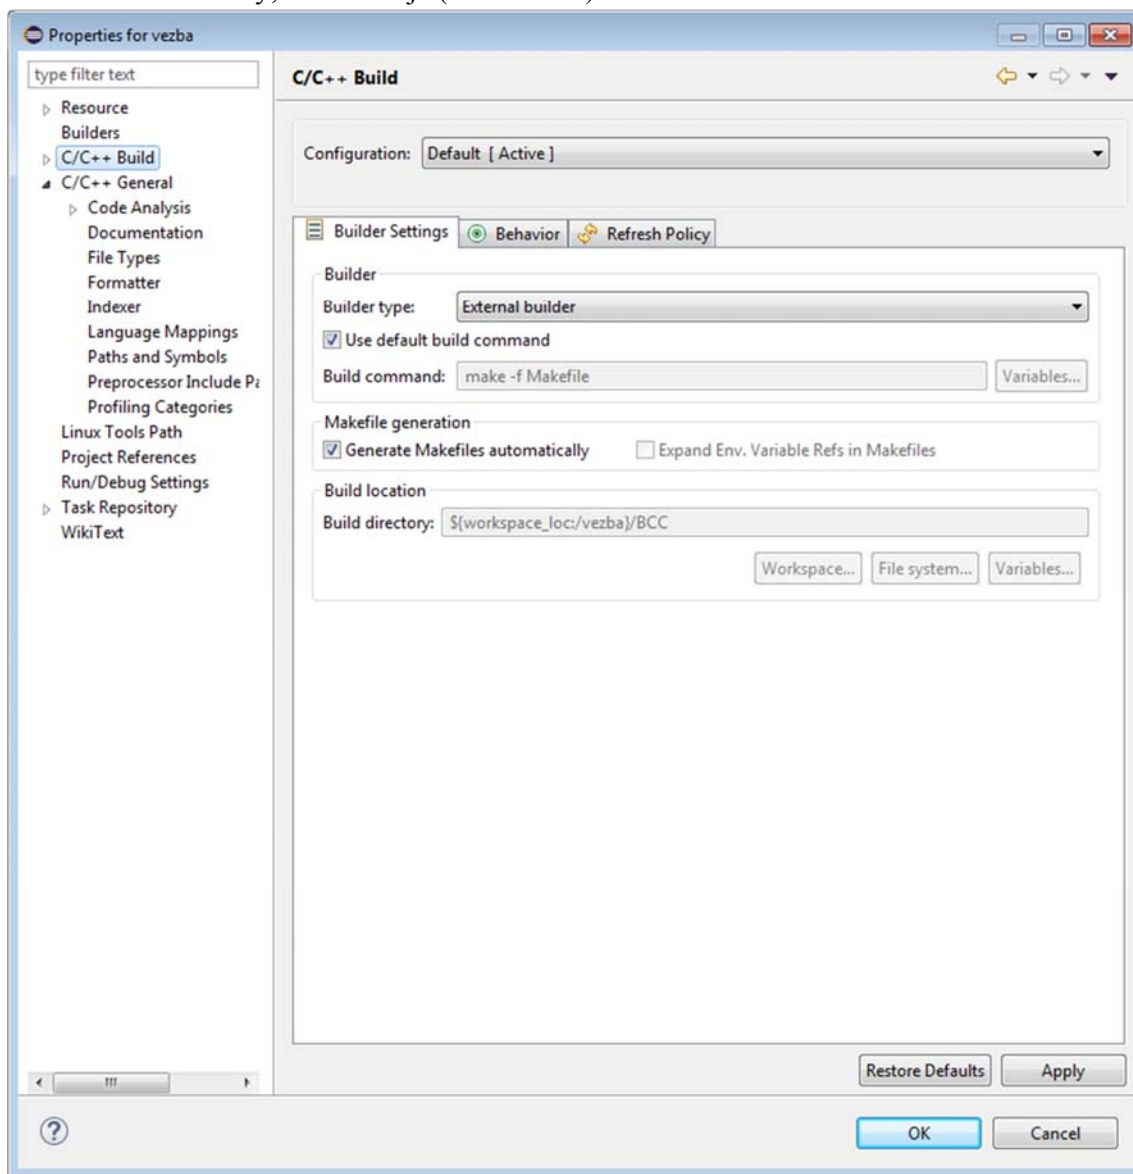 Properties for vezba
type filter text
Resource
Builders
C/C++ Build
C/C++ General
Code Analysis
Documentation
File Types
Formatter
Indexer
Language Mappings
Paths and Symbols
Preprocessor Include Pa
Profiling Categories
Linux Tools Path
Project References
Run/Debug Settings
Task Repository
WikiText
C/C++ Build
Configuration: Default [ Active ]
Builder Settings Behavior Refresh Policy
Builder
Builder type: External builder
Use default build command
Build command: make -f Makefile Variables...
Makefile generation
Generate Makefiles automatically Expand Env. Variable Refs in Makefiles
Build location
Build directory: ${workspace_loc:/vezba}/BCC
Workspace... File system... Variables...
Restore Defaults Apply
OK Cancel